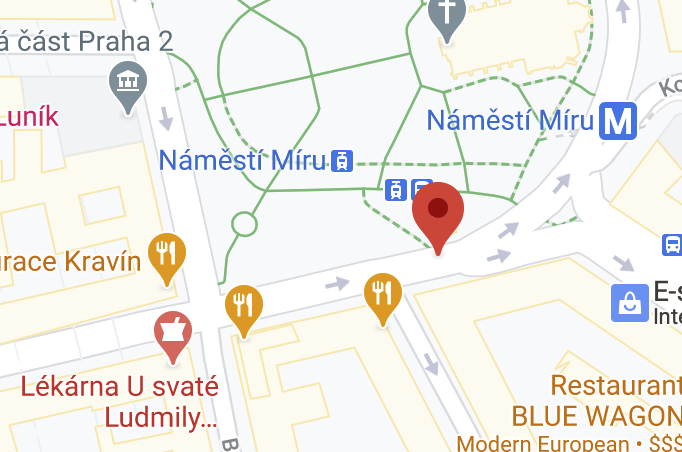 á část Praha 2
Luník
Náměstí Míru M
Ko
Náměstí Míru
urace Kravín
E-s
Inte
Lékárna U svaté
Ludmily...
B
Restaurant
BLUE WAGON
Modern European • $$$